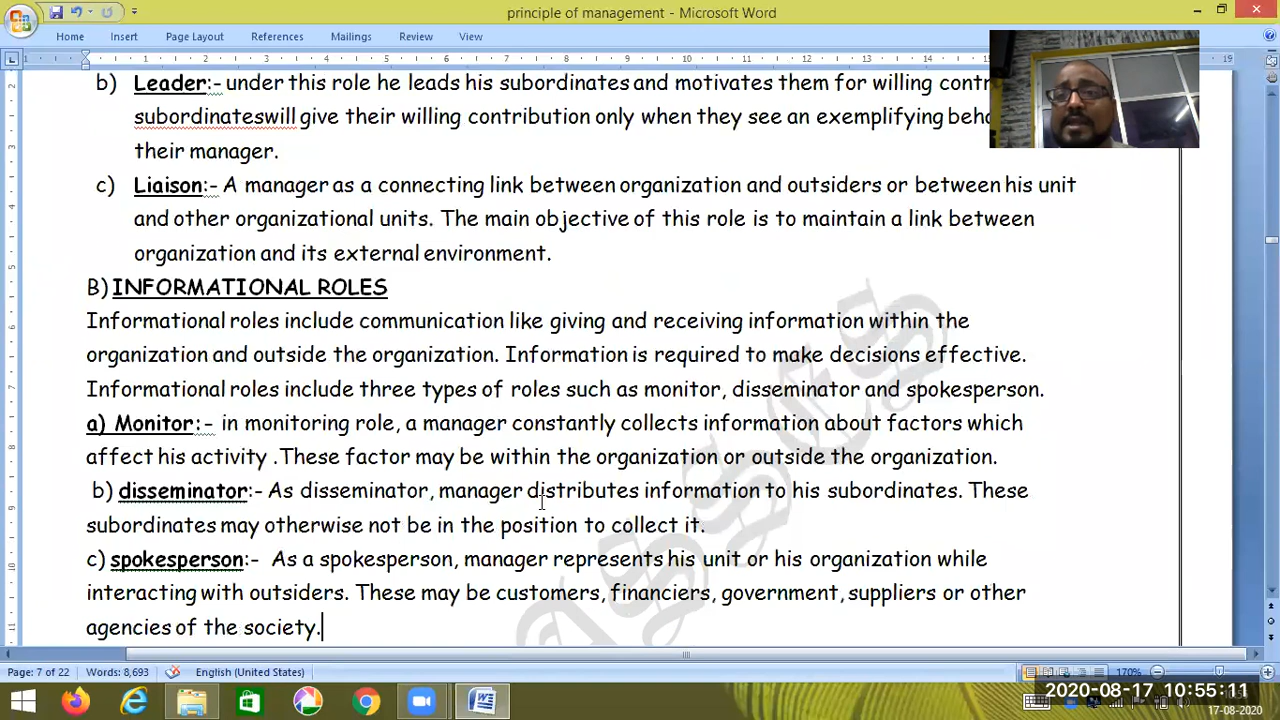 principle of management - Microsoft Word
Home Insert Page Layout References Mailings Review View
b) Leader:- under this role he leads his subordinates and motivates them for willing
subordinateswill give their willing contribution only when they see an exemplifying
their manager.
c) Liaison:- A manager as a connecting link between organization and outsiders or between his unit
and other organizational units. The main objective of this role is to maintain a link between
organization and its external environment.
B) INFORMATIONAL ROLES
Informational roles include communication like giving and receiving information within the
organization and outside the organization. Information is required to make decisions effective.
Informational roles include three types of roles such as monitor, disseminator and spokesperson.
a) Monitor:- in monitoring role, a manager constantly collects information about factors which
affect his activity .These factor may be within the organization or outside the organization.
b) disseminator:- As disseminator, manager distributes information to his subordinates. These
subordinates may otherwise not be in the position to collect it.
c) spokesperson:- As a spokesperson, manager represents his unit or his organization while
interacting with outsiders. These may be customers, financiers, government, suppliers or other
agencies of the society.
Page: 7 of 22 Words: 8,693 English (United States) 170%
2020-08-17 10:55:11
17-08-2020